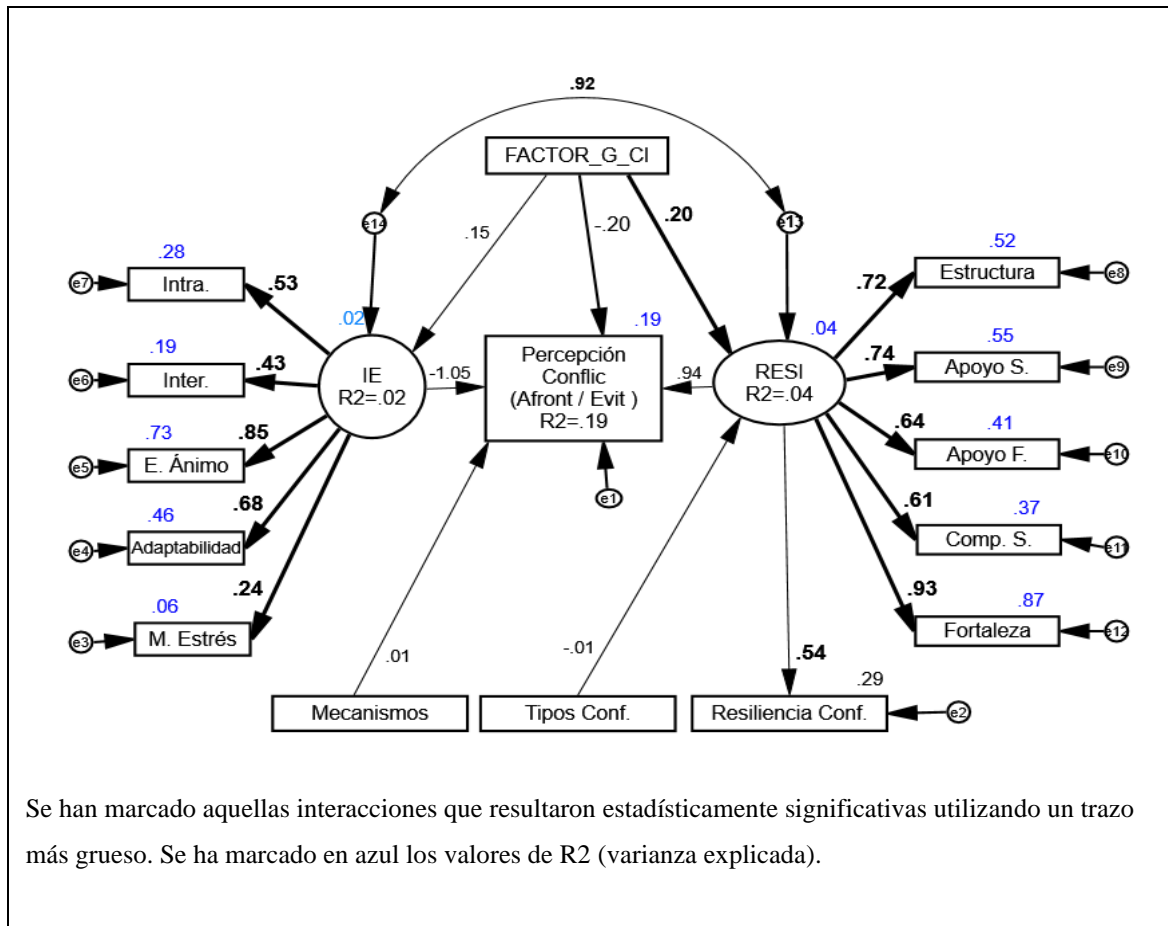 .92
FACTOR_G_CI
e14
e13
.15
-.20
.20
.28
e7
Intra.
.53
.52
Estructura
e8
.72
.02
.19
.04
.19
e6
Inter.
.43
IE
R2=.02
-1.05
Percepción
Conflic
(Afront / Evit )
R2=.19
.94
RESI
R2=.04
.55
.74
Apoyo S.
e9
.73
e5
E. Ánimo
.85
.64
.41
Apoyo F.
e10
e1
.46
e4
Adaptabilidad
.68
.61
.37
Comp. S.
e11
.06
e3
M. Estrés
.24
.93
.87
Fortaleza
e12
.01
-.01
.54
.29
Mecanismos
Tipos Conf.
Resiliencia Conf.
e2
Se han marcado aquellas interacciones que resultaron estadísticamente significativas utilizando un trazo
más grueso. Se ha marcado en azul los valores de R2 (varianza explicada).